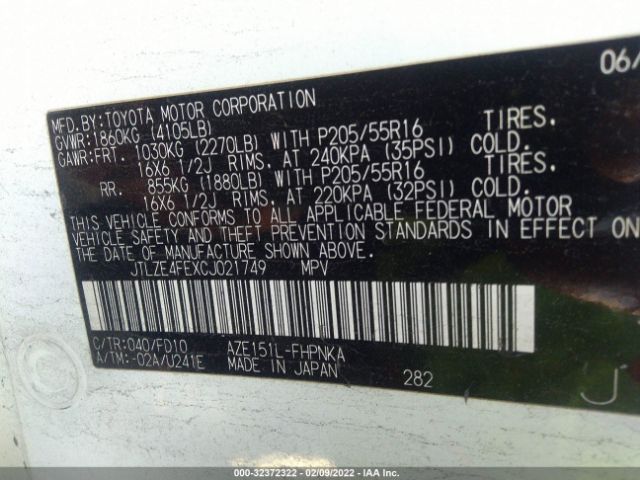 06/
MFD.BY:TOYOTA MOTOR CORPORATION
GVWR:1860KG (4105LB)
GAWR:FRT. 1030KG (2270LB) WITH P205/55R16 TIRES.
16X6 1/2J RIMS, AT 240KPA (35PSI) COLD.
RR. 855KG (1880LB) WITH P205/55R16 TIRES.
16X6 1/2J RIMS, AT 220KPA (32PSI) COLD.
THIS VEHICLE CONFORMS TO ALL APPLICABLE FEDERAL MOTOR
VEHICLE SAFETY AND THEFT PREVENTION STANDARDS IN EFFECT ON
THE DATE OF MANUFACTURE SHOWN ABOVE.
JTLZE4FEXCJ021749 MPV
C/TR:040/FD10 AZE151L-FHPNKA
A/TM:-02A/U241E MADE IN JAPAN 282
J
000-32372322 - 02/09/2022 - IAA Inc.